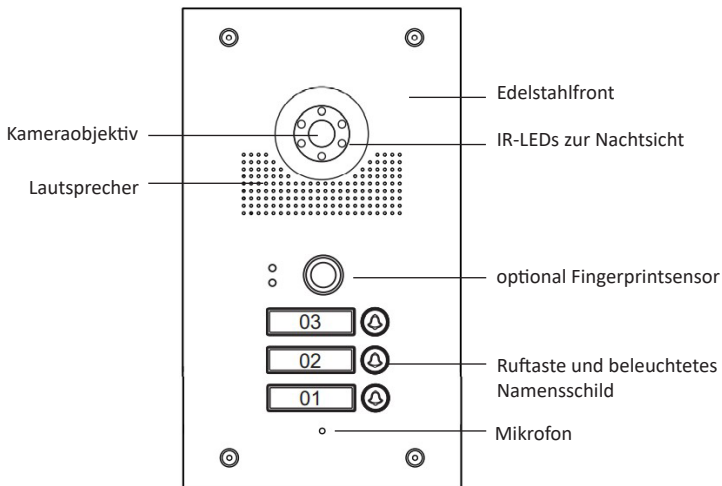 Edelstahlfront
Kameraobjektiv
IR-LEDs zur Nachtsicht
Lautsprecher
optional Fingerprintsensor
03
02
Ruftaste und beleuchtetes
Namensschild
01
Mikrofon